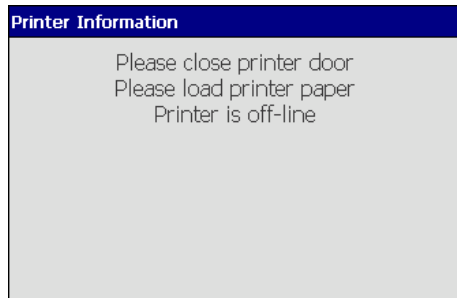 Printer Information
Please close printer door
Please load printer paper
Printer is off-line